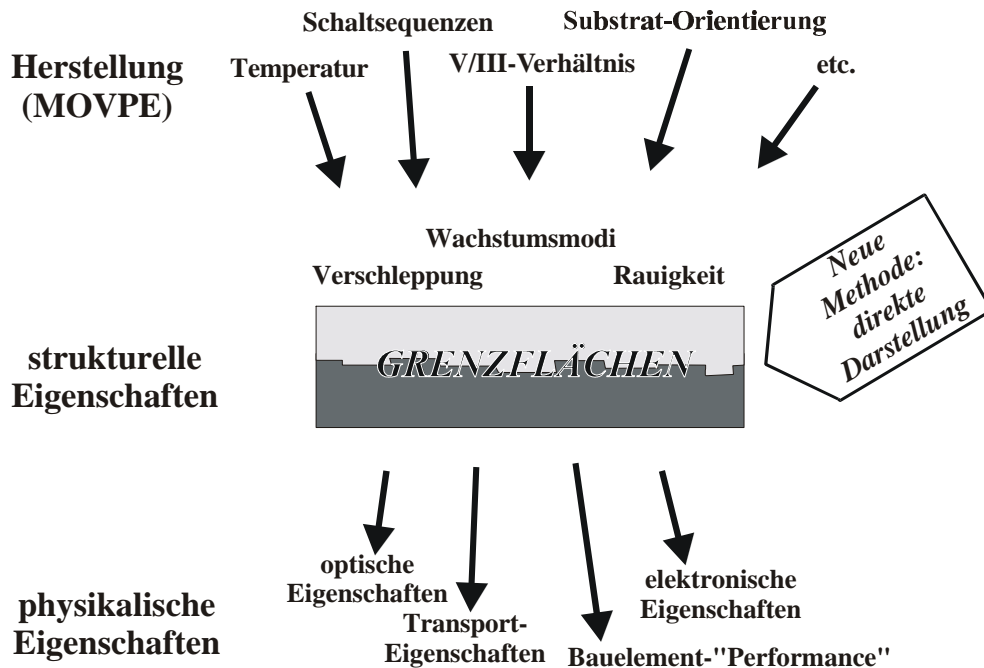 Schaltsequenzen
Substrat-Orientierung
Herstellung
(MOVPE)
Temperatur
V/III-Verhältnis
etc.
Wachstumsmodi
Verschleppung
Rauigkeit
Neue
Methode:
direkte
Darstellung
strukturelle
Eigenschaften
GRENZFLÄCHEN
physikalische
Eigenschaften
optische
Eigenschaften
Transport-
Eigenschaften
Bauelement-"Performance"
elektronische
Eigenschaften